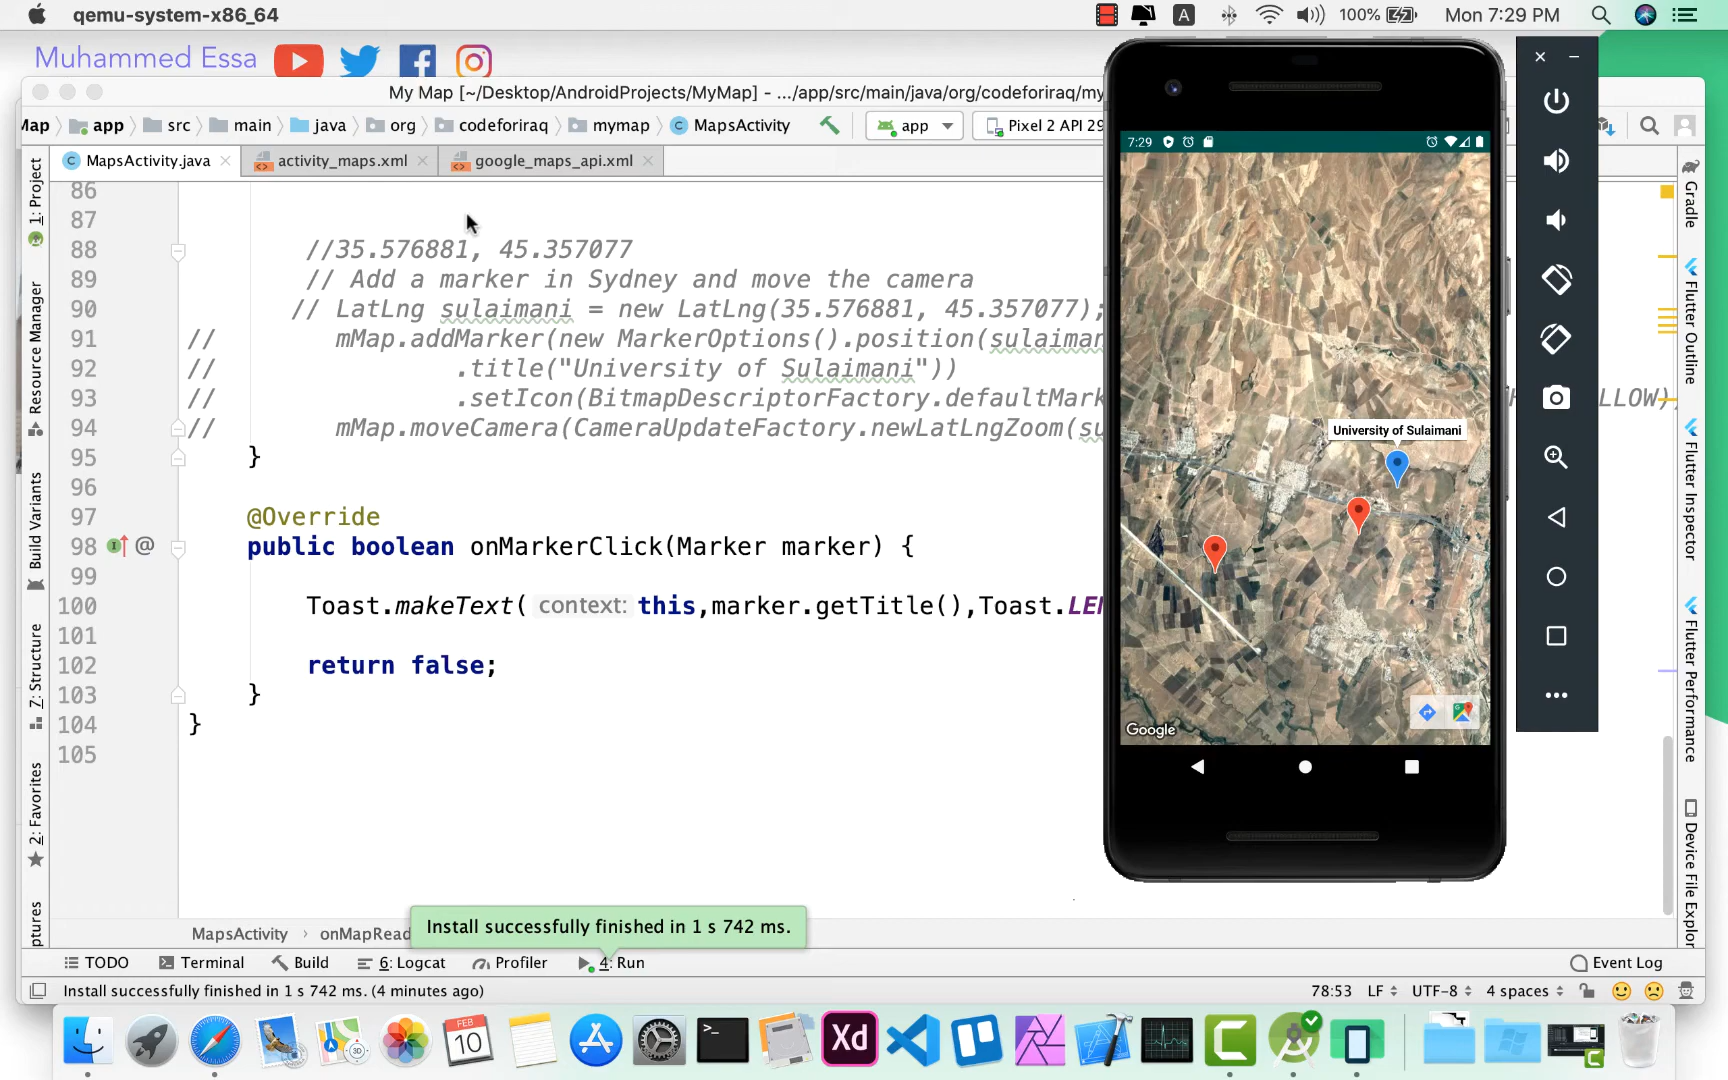 qemu-system-x86_64
A
100%
Mon 7:29 PM
Muhammed Essa
My Map [~/Desktop/AndroidProjects/MyMap] - .../app/src/main/java/org/codeforiraq/my
Map
app
src
main
java
org
codeforiraq
mymap
MapsActivity
app
Pixel 2 API 29
MapsActivity.java
activity_maps.xml
google_maps_api.xml
1: Project
Resource Manager
Build Variants
7: Structure
2: Favorites
ptures
86
87
88 //35.576881, 45.357077
89 // Add a marker in Sydney and move the camera
90 // LatLng sulaimani = new LatLng(35.576881, 45.357077);
91 // mMap.addMarker(new MarkerOptions().position(sulaiman
92 // .title("University of Sulaimani"))
93 // .setIcon(BitmapDescriptorFactory.defaultMark LLOW)
94 // mMap.moveCamera(CameraUpdateFactory.newLatLngZoom(su
95 }
96
97 @Override
98 public boolean onMarkerClick(Marker marker) {
99
100 Toast.makeText( context: this,marker.getTitle(),Toast.LEN
101
102 return false;
103 }
104 }
105
7:29
University of Sulaimani
Google
Gradle
Flutter Outline
Flutter Inspector
Flutter Performance
Device File Explor
MapsActivity
onMapRead
Install successfully finished in 1 s 742 ms.
TODO
Terminal
Build
6: Logcat
Profiler
4: Run
Event Log
Install successfully finished in 1 s 742 ms. (4 minutes ago)
78:53
LF
UTF-8
4 spaces
3D
FEB
10
>_
Xd
C